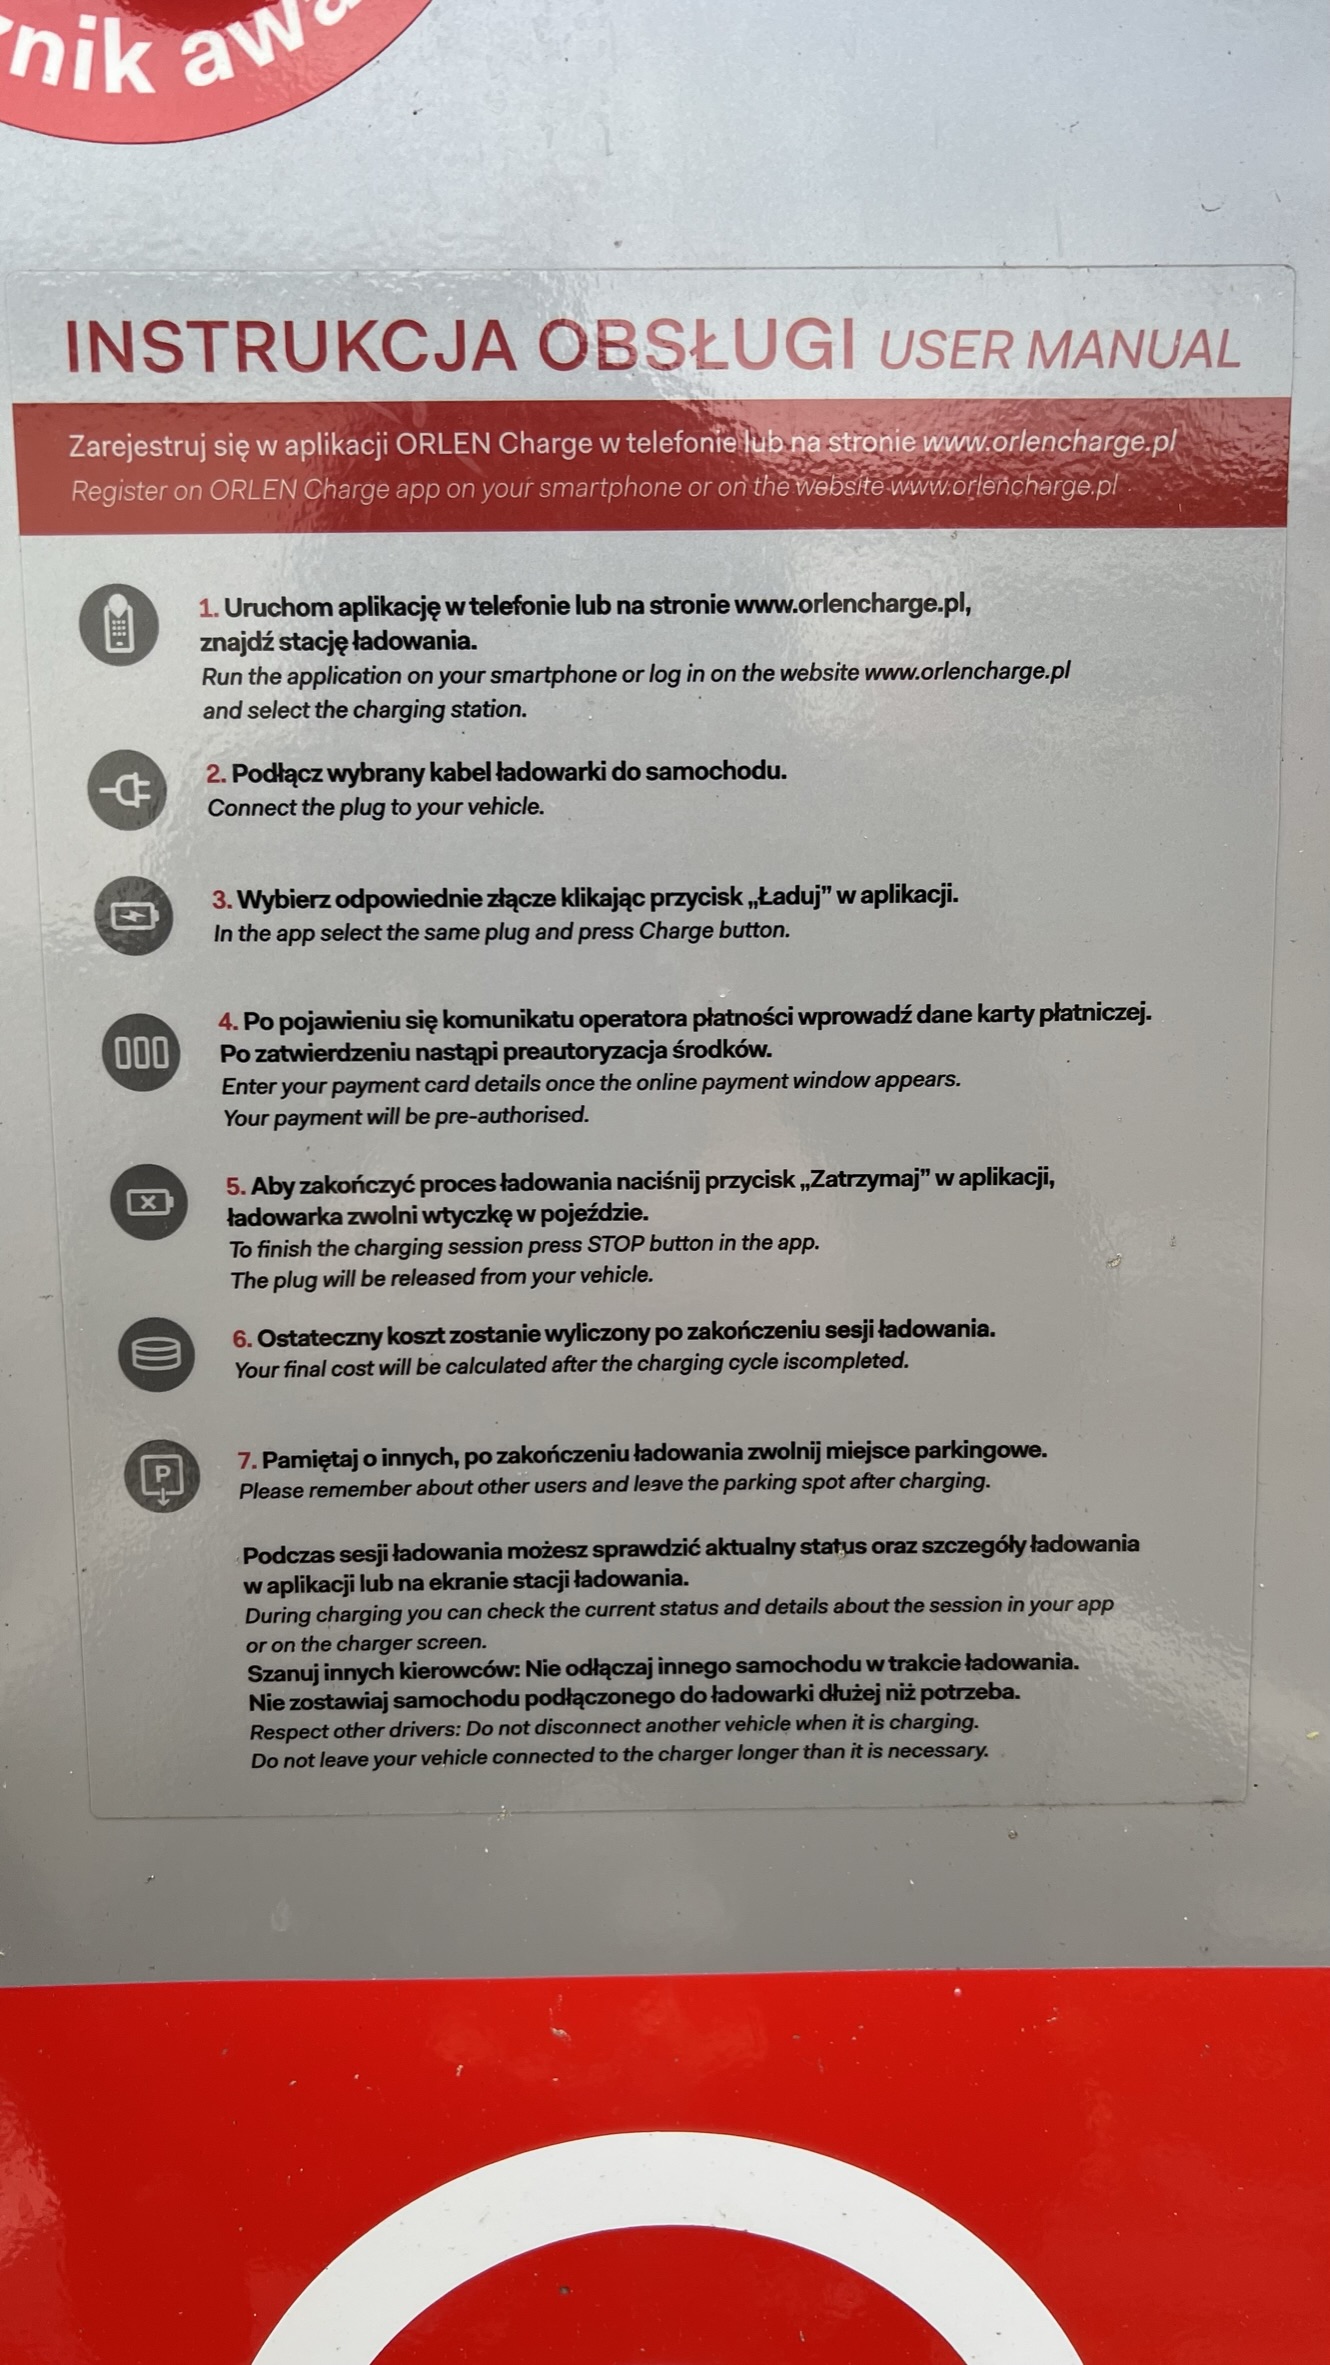 nik awa
INSTRUKCJA OBSŁUGI USER MANUAL
Zarejestruj się w aplikacji ORLEN Charge w telefonie lub na stronie www.orlencharge.pl
Register on ORLEN Charge app on your smartphone or on the website www.orlencharge.pl
1. Uruchom aplikację w telefonie lub na stronie www.orlencharge.pl,
znajdź stację ładowania.
Run the application on your smartphone or log in on the website www.orlencharge.pl
and select the charging station.
2. Podłącz wybrany kabel ładowarki do samochodu.
Connect the plug to your vehicle.
3. Wybierz odpowiednie złącze klikając przycisk „Ładuj” w aplikacji.
In the app select the same plug and press Charge button.
4. Po pojawieniu się komunikatu operatora płatności wprowadź dane karty płatniczej.
Po zatwierdzeniu nastąpi preautoryzacja środków.
Enter your payment card details once the online payment window appears.
Your payment will be pre-authorised.
5. Aby zakończyć proces ładowania naciśnij przycisk „Zatrzymaj” w aplikacji,
ładowarka zwolni wtyczkę w pojeździe.
To finish the charging session press STOP button in the app.
The plug will be released from your vehicle.
6. Ostateczny koszt zostanie wyliczony po zakończeniu sesji ładowania.
Your final cost will be calculated after the charging cycle iscompleted.
P
7. Pamiętaj o innych, po zakończeniu ładowania zwolnij miejsce parkingowe.
Please remember about other users and leave the parking spot after charging.
Podczas sesji ładowania możesz sprawdzić aktualny status oraz szczegóły ładowania
w aplikacji lub na ekranie stacji ładowania.
During charging you can check the current status and details about the session in your app
or on the charger screen.
Szanuj innych kierowców: Nie odłączaj innego samochodu w trakcie ładowania.
Nie zostawiaj samochodu podłączonego do ładowarki dłużej niż potrzeba.
Respect other drivers: Do not disconnect another vehicle when it is charging.
Do not leave your vehicle connected to the charger longer than it is necessary.